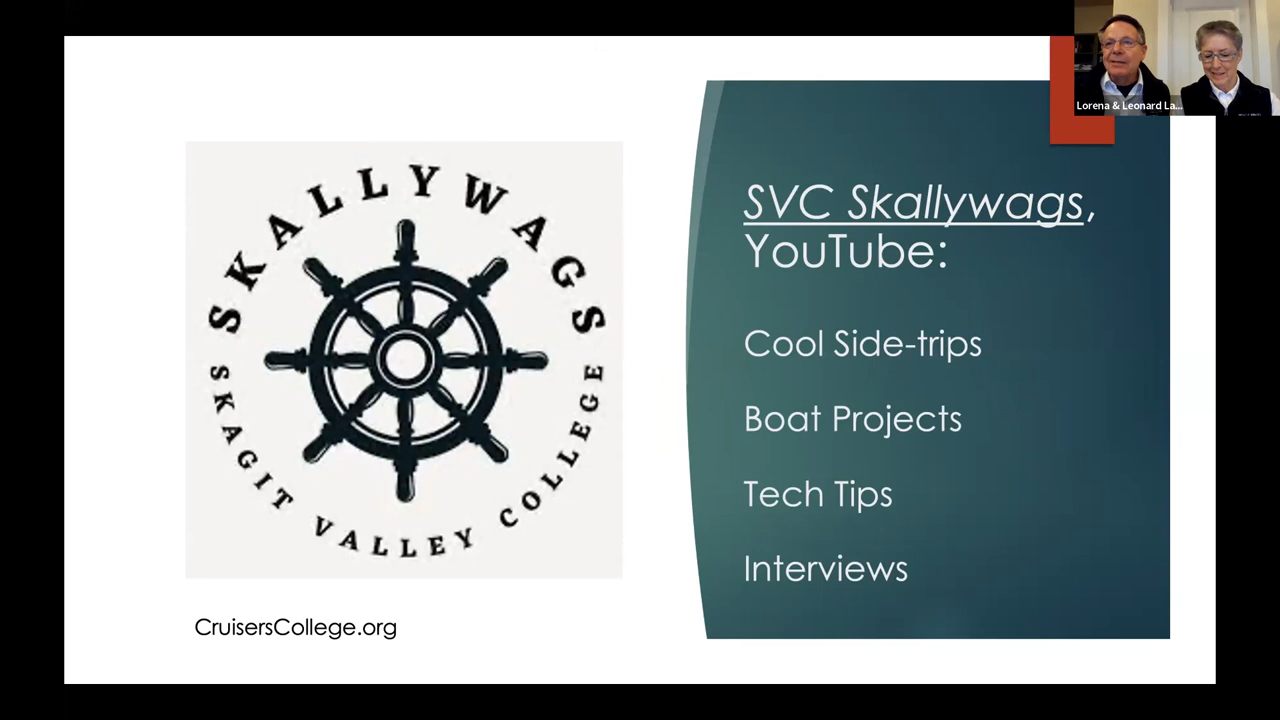 Lorena & Leonard La...
SKALLYWAGS
SKAGIT VALLEY COLLEGE
CruisersCollege.org
SVC Skallywags,
YouTube:
Cool Side-trips
Boat Projects
Tech Tips
Interviews